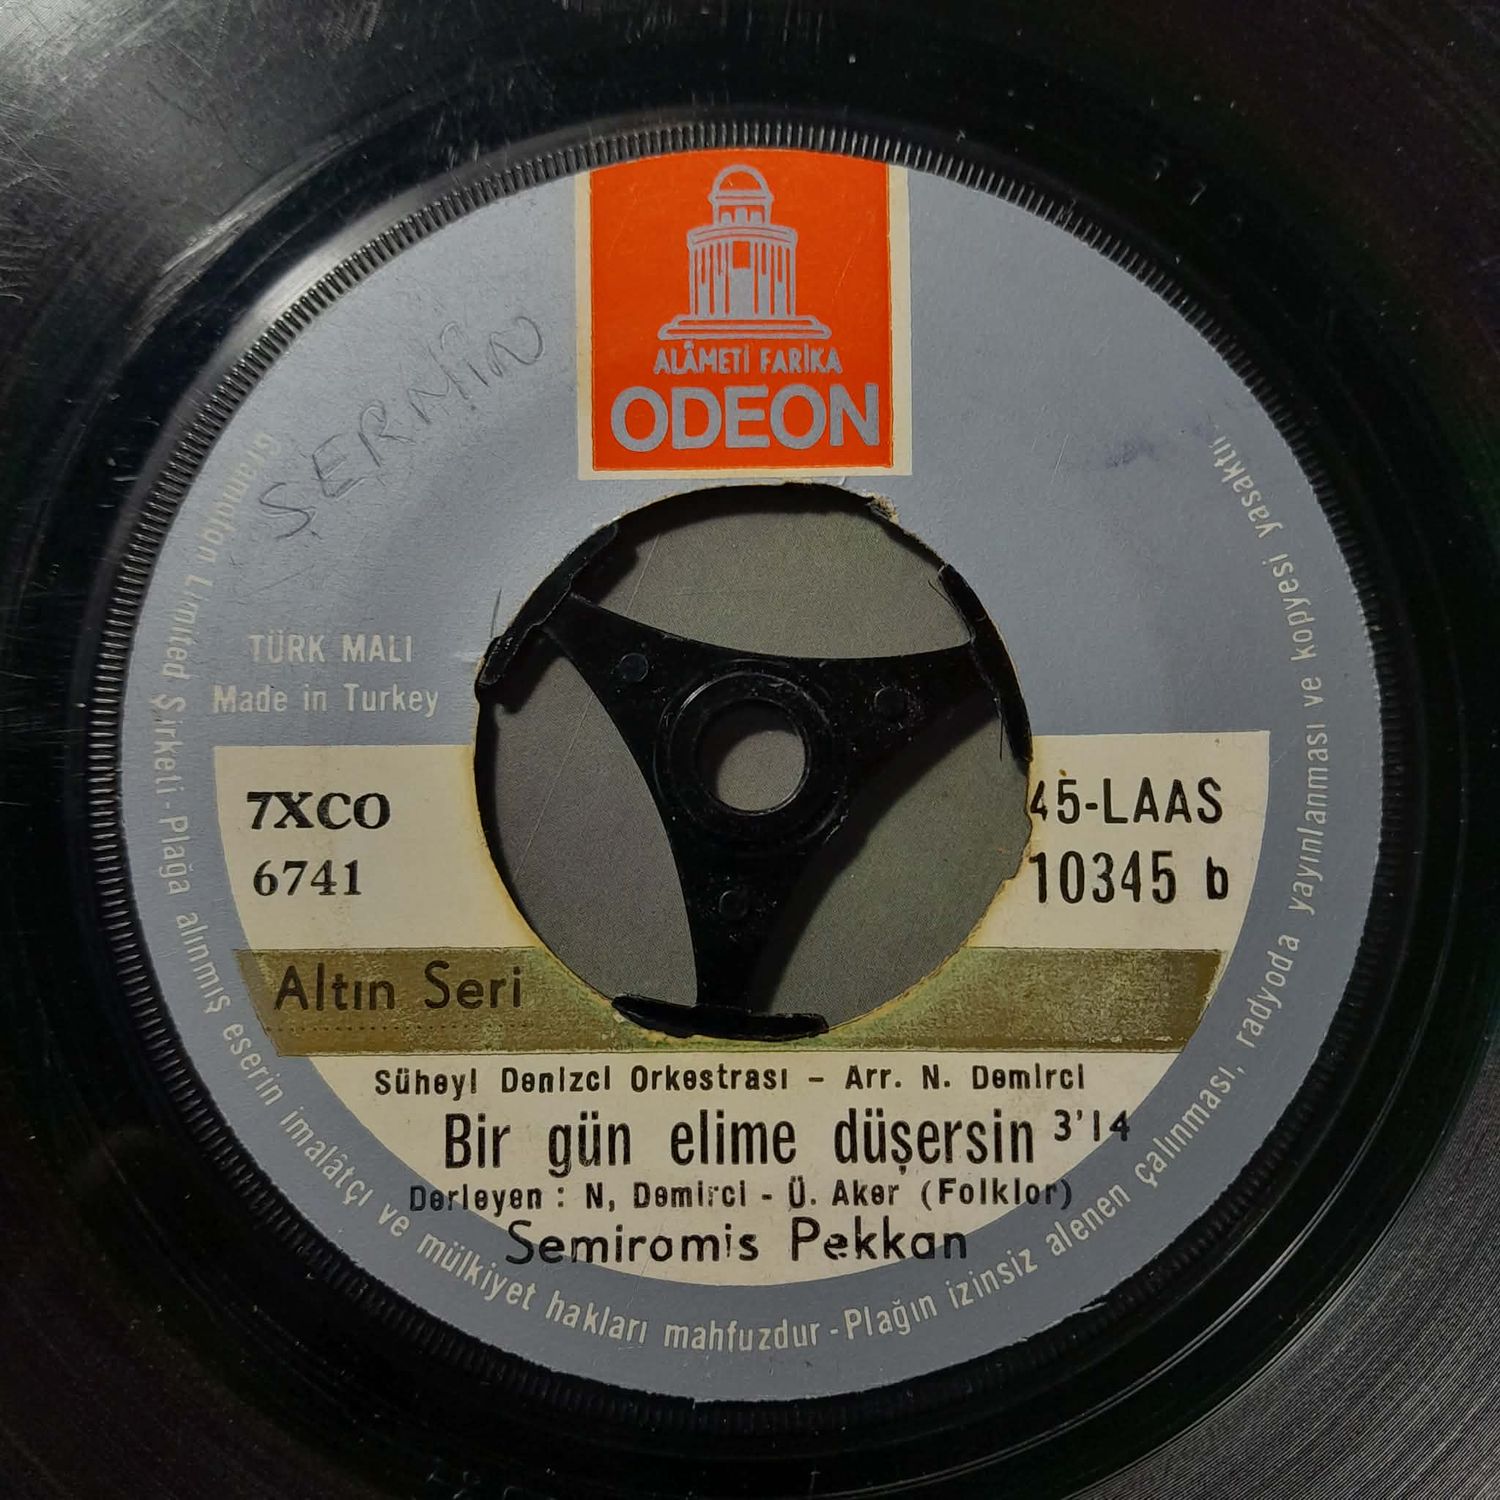 ALÂMETİ FARİKA
ODEON
SERMİN
TÜRK MALI
Made in Turkey
7XCO
6741
45-LAAS
10345 b
Altın Seri
Süheyl Denizci Orkestrası – Arr. N. Demirci
Bir gün elime düşersin 3'14
Derleyen : N, Demirci - Ü. Aker (Folklor)
Semiramis Pekkan
Gramofon Limited Şirketi - Plağa alınmış eserin imalâtçı ve mülkiyet hakları mahfuzdur - Plağın izinsiz alenen çalınması, radyoda yayınlanması ve kopyesi yasaktır.